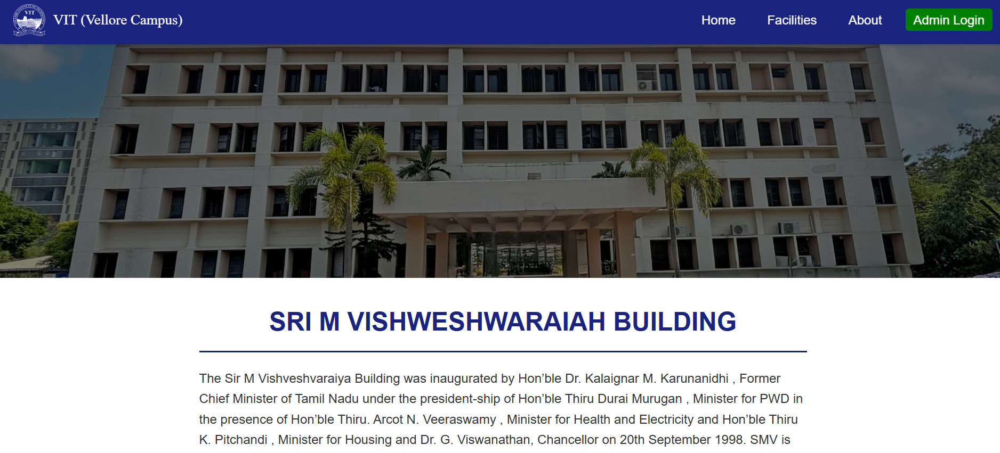 VIT
VIT (Vellore Campus)
Home
Facilities
About
Admin Login
SRI M VISHWESHWARAIAH BUILDING
The Sir M Vishveshvaraiya Building was inaugurated by Hon’ble Dr. Kalaignar M. Karunanidhi , Former
Chief Minister of Tamil Nadu under the president-ship of Hon’ble Thiru Durai Murugan , Minister for PWD in
the presence of Hon’ble Thiru. Arcot N. Veeraswamy , Minister for Health and Electricity and Hon’ble Thiru
K. Pitchandi , Minister for Housing and Dr. G. Viswanathan, Chancellor on 20th September 1998. SMV is